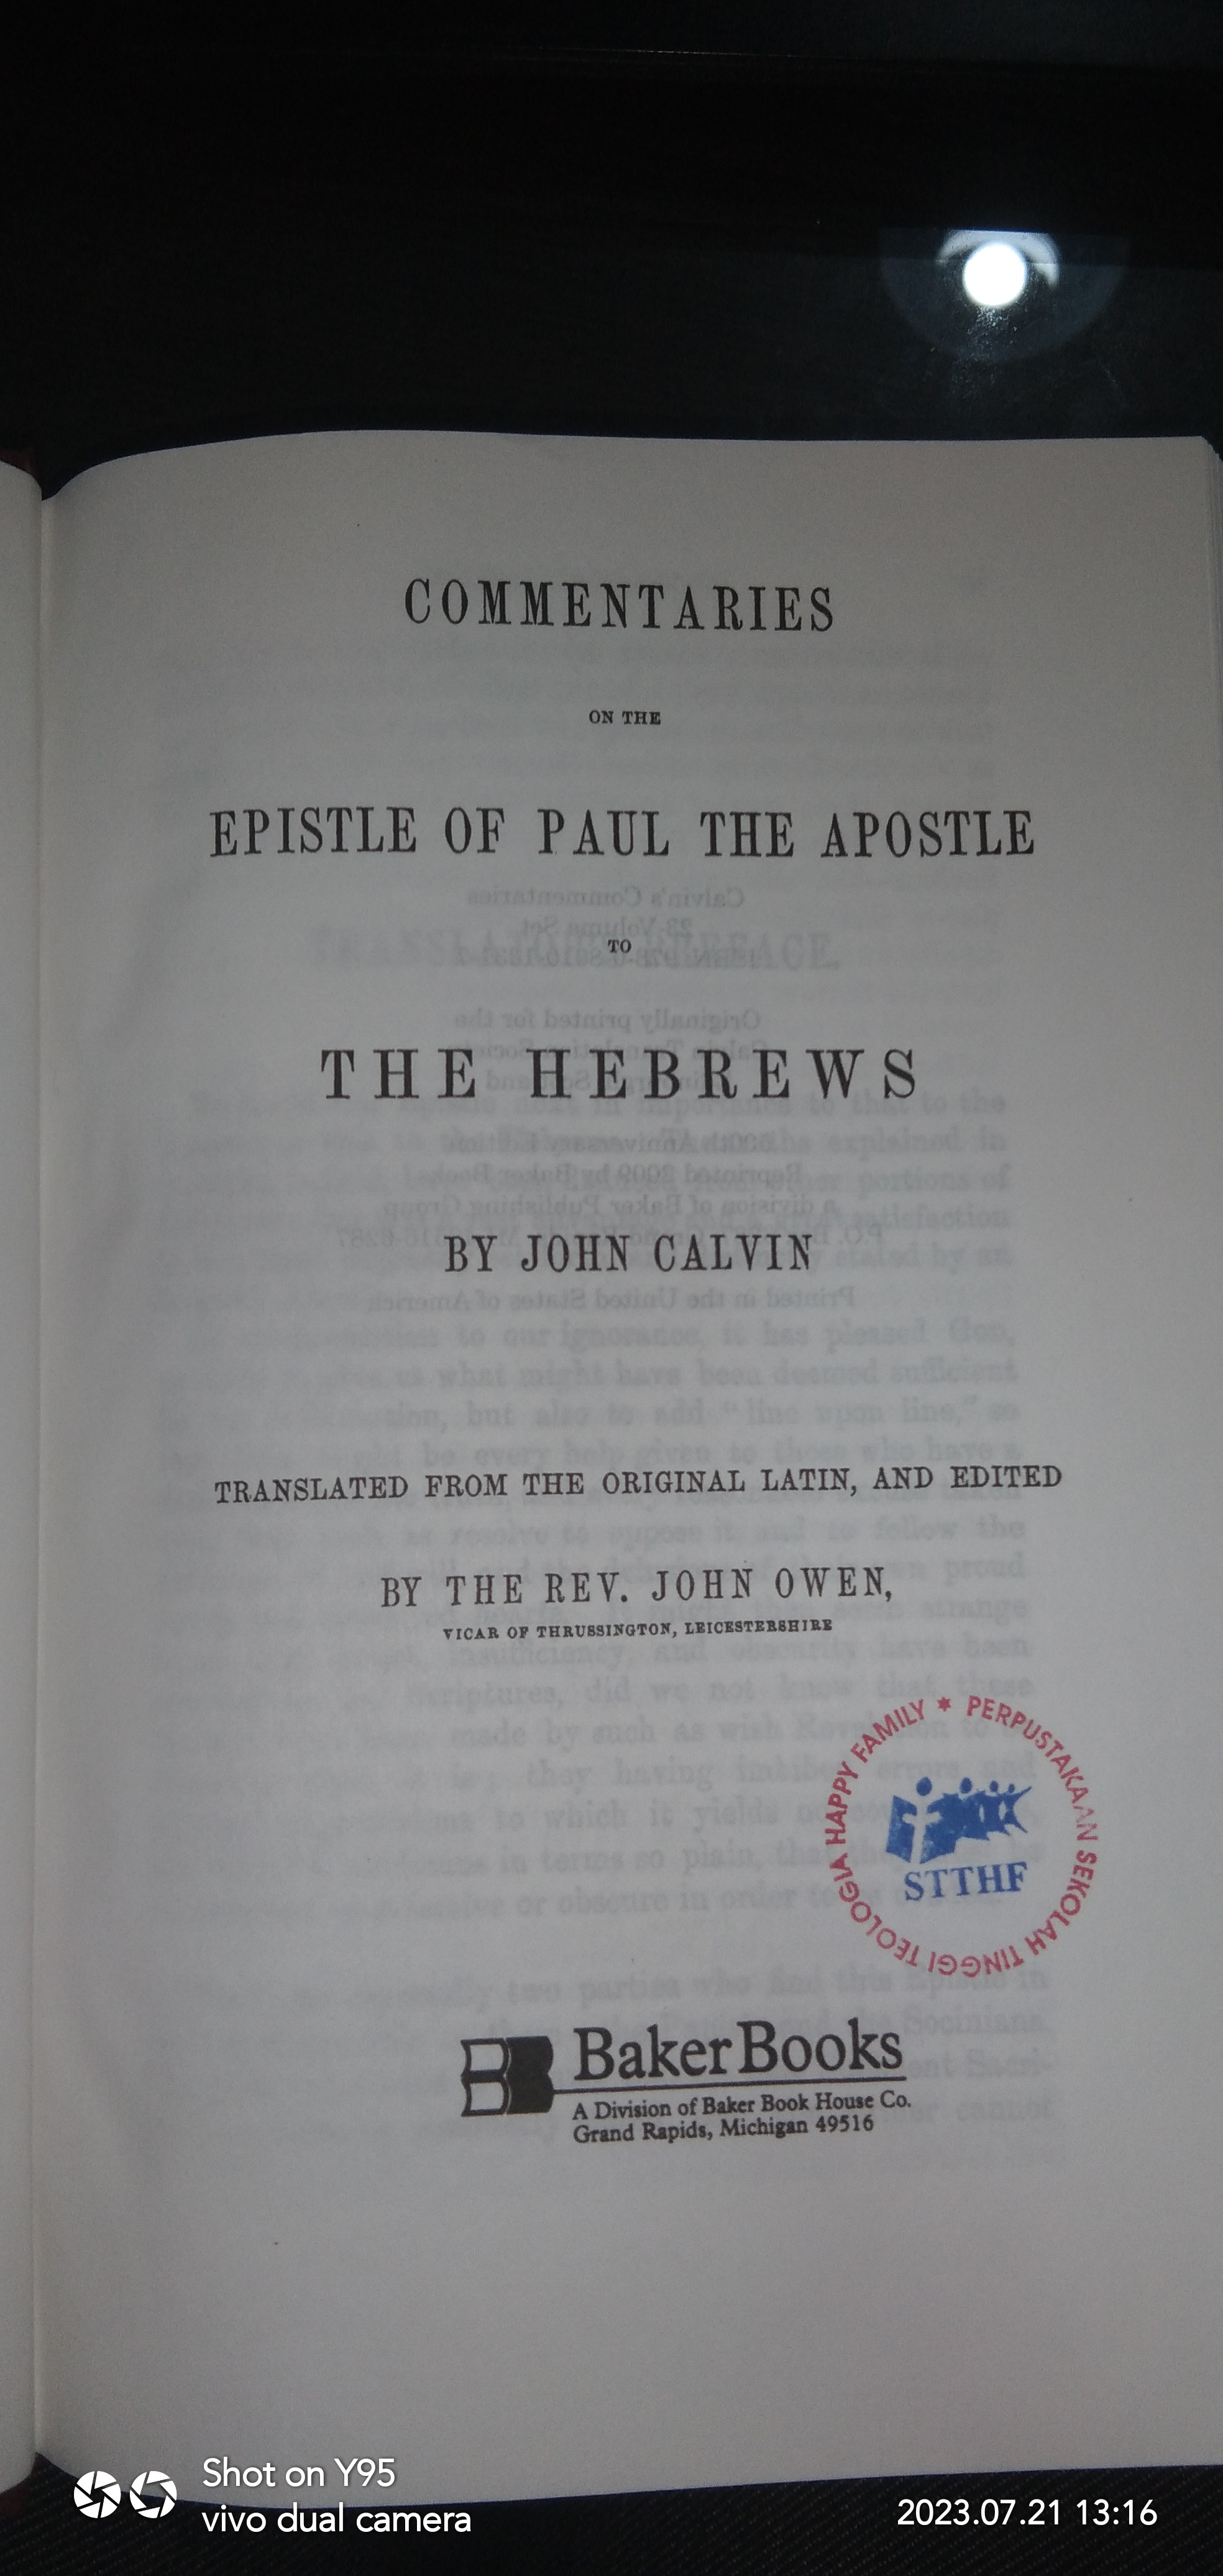 COMMENTARIES
ON THE
EPISTLE OF PAUL THE APOSTLE
TO
THE HEBREWS
BY JOHN CALVIN
TRANSLATED FROM THE ORIGINAL LATIN, AND EDITED
BY THE REV. JOHN OWEN,
VICAR OF THRUSSINGTON, LEICESTERSHIRE
PERPUSTAKAAN SEKOLAH TINGGI TEOLOGIA HAPPY FAMILY
STTHF
Baker Books
A Division of Baker Book House Co.
Grand Rapids, Michigan 49516
Shot on Y95
vivo dual camera
2023.07.21 13:16